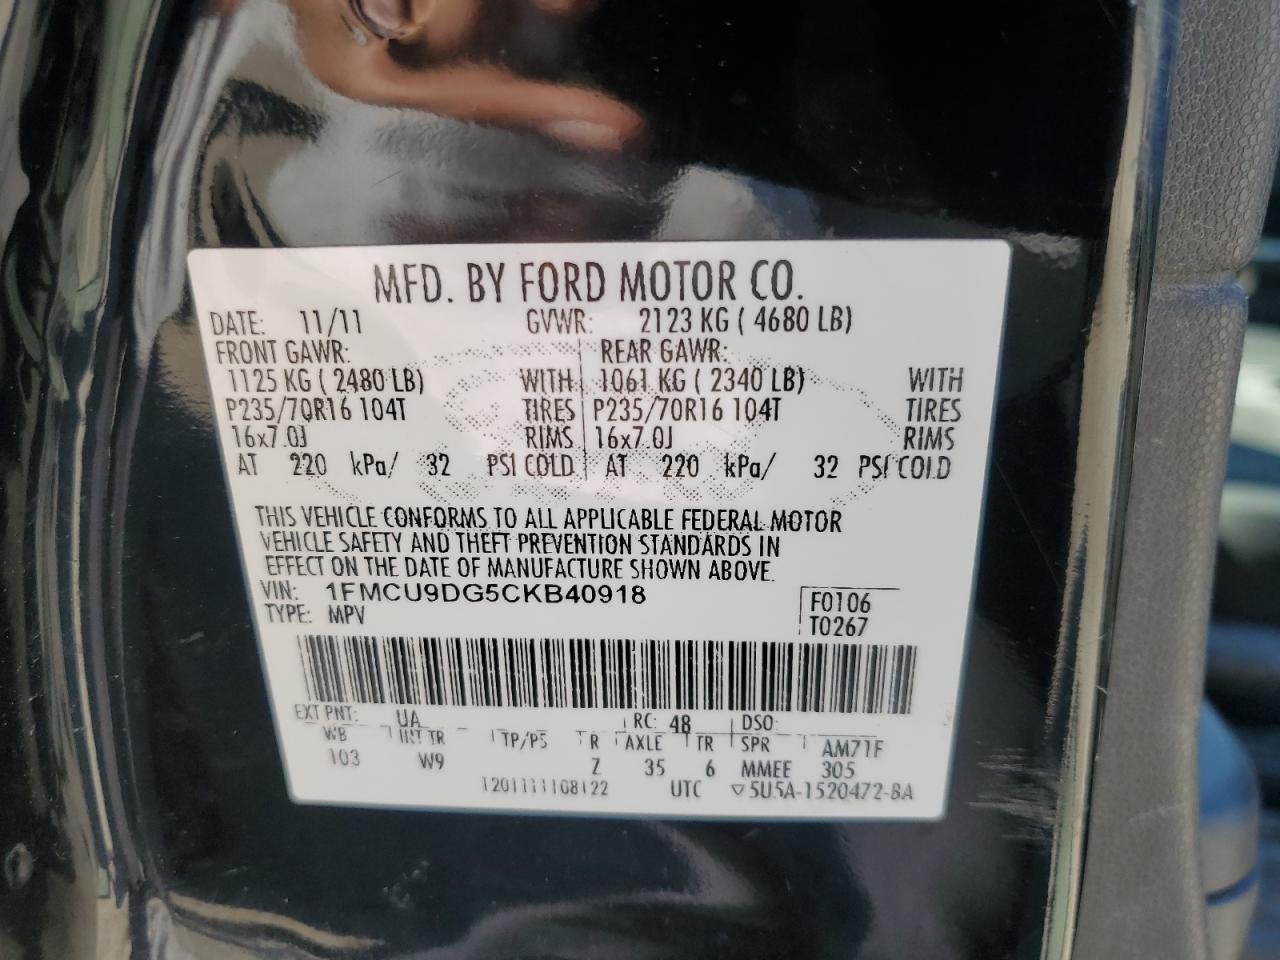 MFD. BY FORD MOTOR CO.
DATE: 11/11 GVWR: 2123 KG ( 4680 LB)
FRONT GAWR: REAR GAWR:
1125 KG ( 2480 LB) WITH 1061 KG ( 2340 LB) WITH
P235/70R16 104T TIRES P235/70R16 104T TIRES
16x7.0J RIMS 16x7.0J RIMS
AT 220 kPa/ 32 PSI COLD AT 220 kPa/ 32 PSI COLD
THIS VEHICLE CONFORMS TO ALL APPLICABLE FEDERAL MOTOR
VEHICLE SAFETY AND THEFT PREVENTION STANDARDS IN
EFFECT ON THE DATE OF MANUFACTURE SHOWN ABOVE.
VIN: 1FMCU9DG5CKB40918 F0106
TYPE: MPV T0267
EXT PNT: UA RC: 48 DSO:
WB INT TR TP/PS R AXLE TR SPR AM71F
103 W9 Z 35 6 MMEE 305
UTC ▽5U5A-1520472-BA